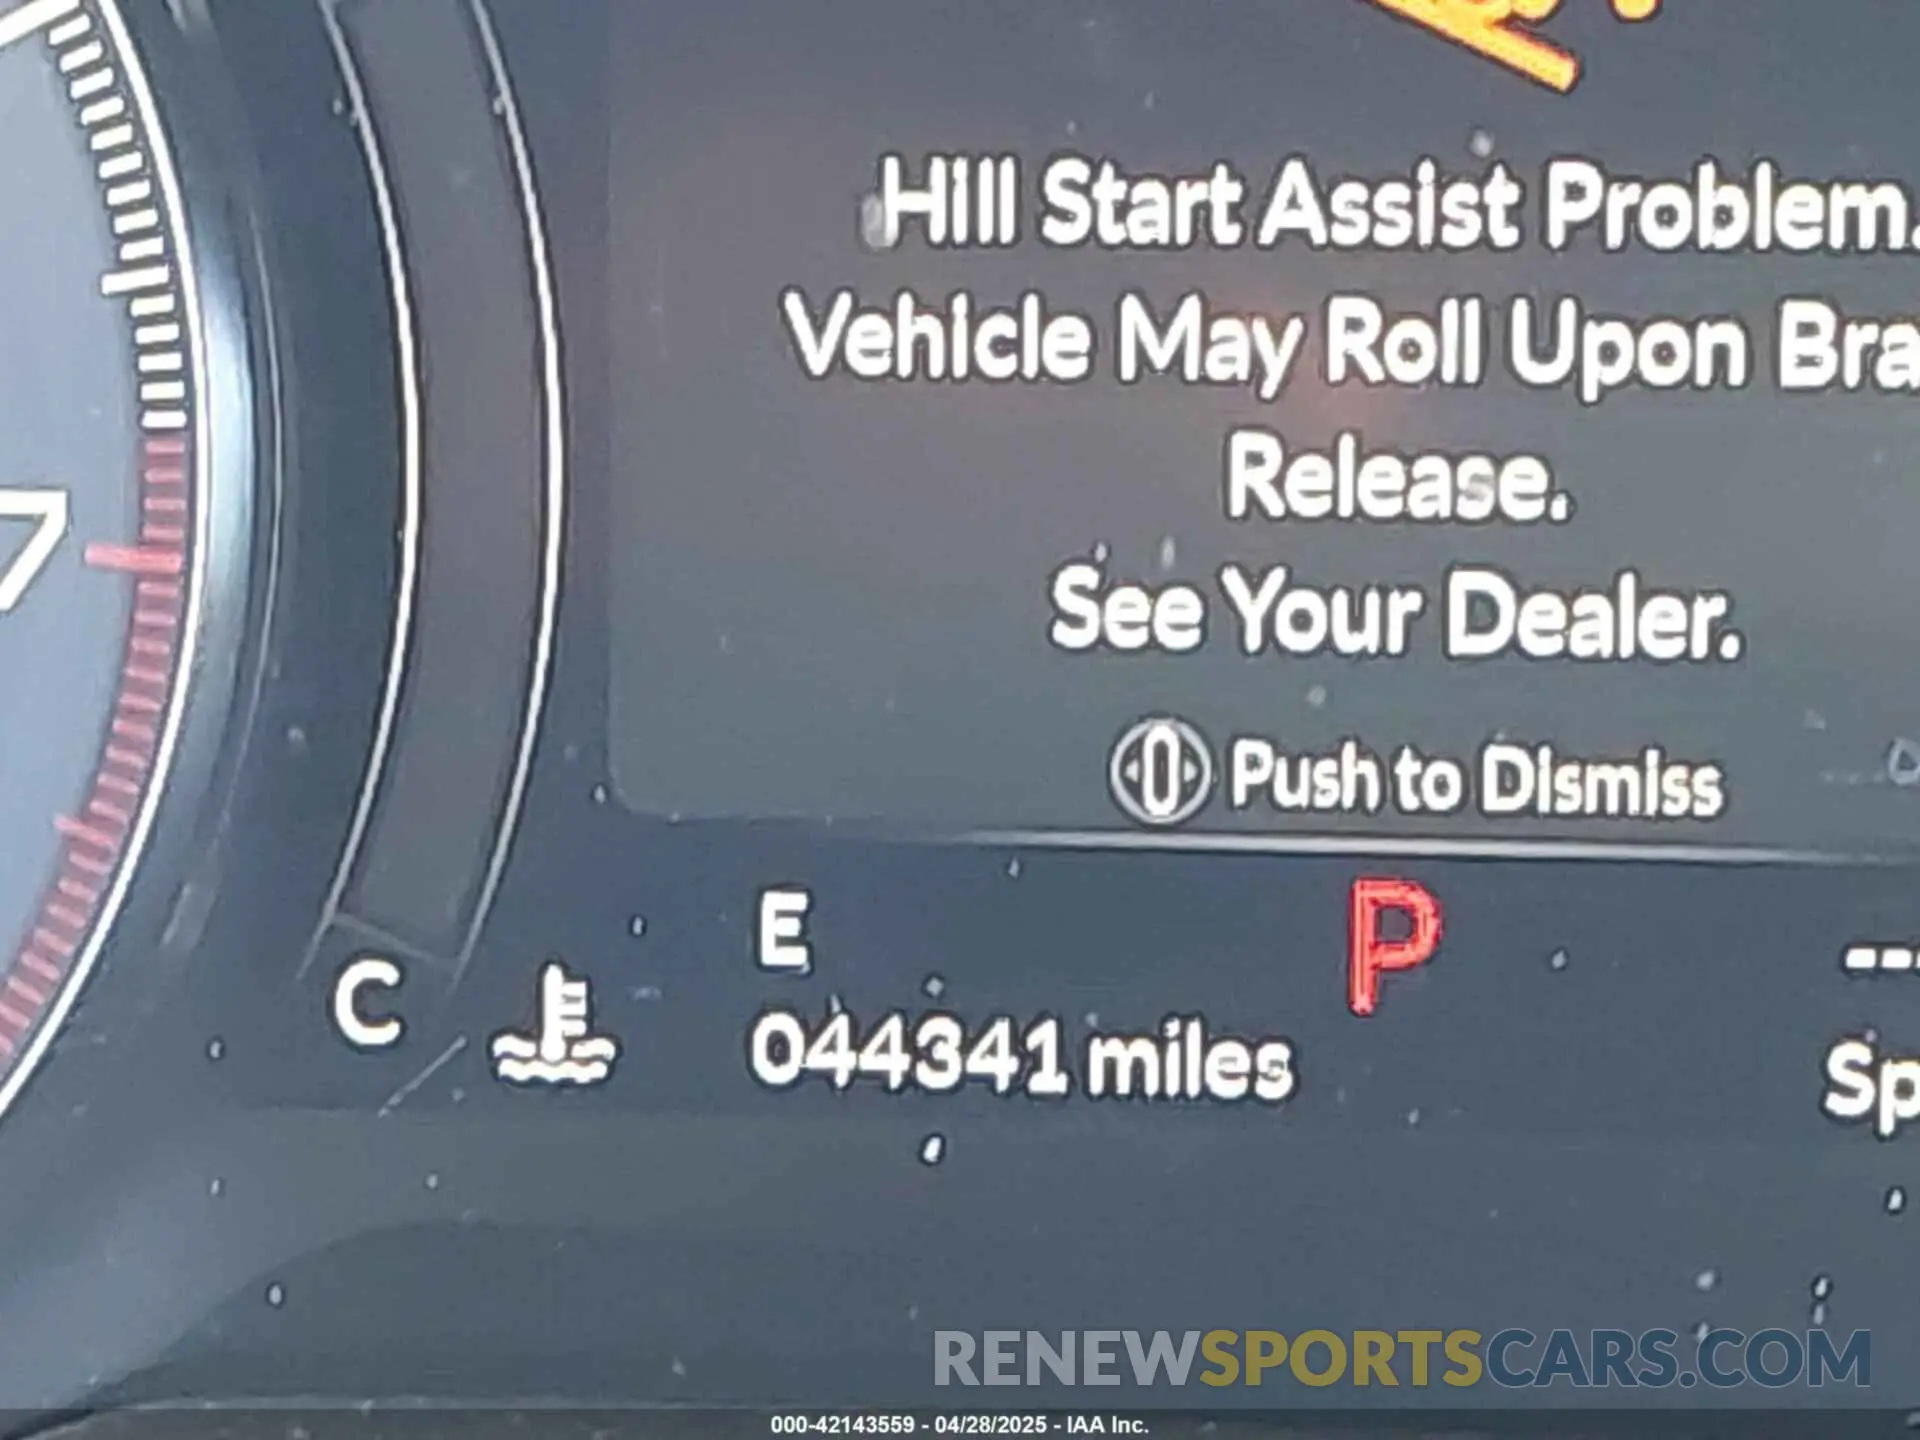 7
Hill Start Assist Problem.
Vehicle May Roll Upon
Release.
See Your Dealer.
Push to Dismiss
E
P
C
044341 miles
RENEWSPORTSCARS.COM
000-42143559 - 04/28/2025 - IAA Inc.